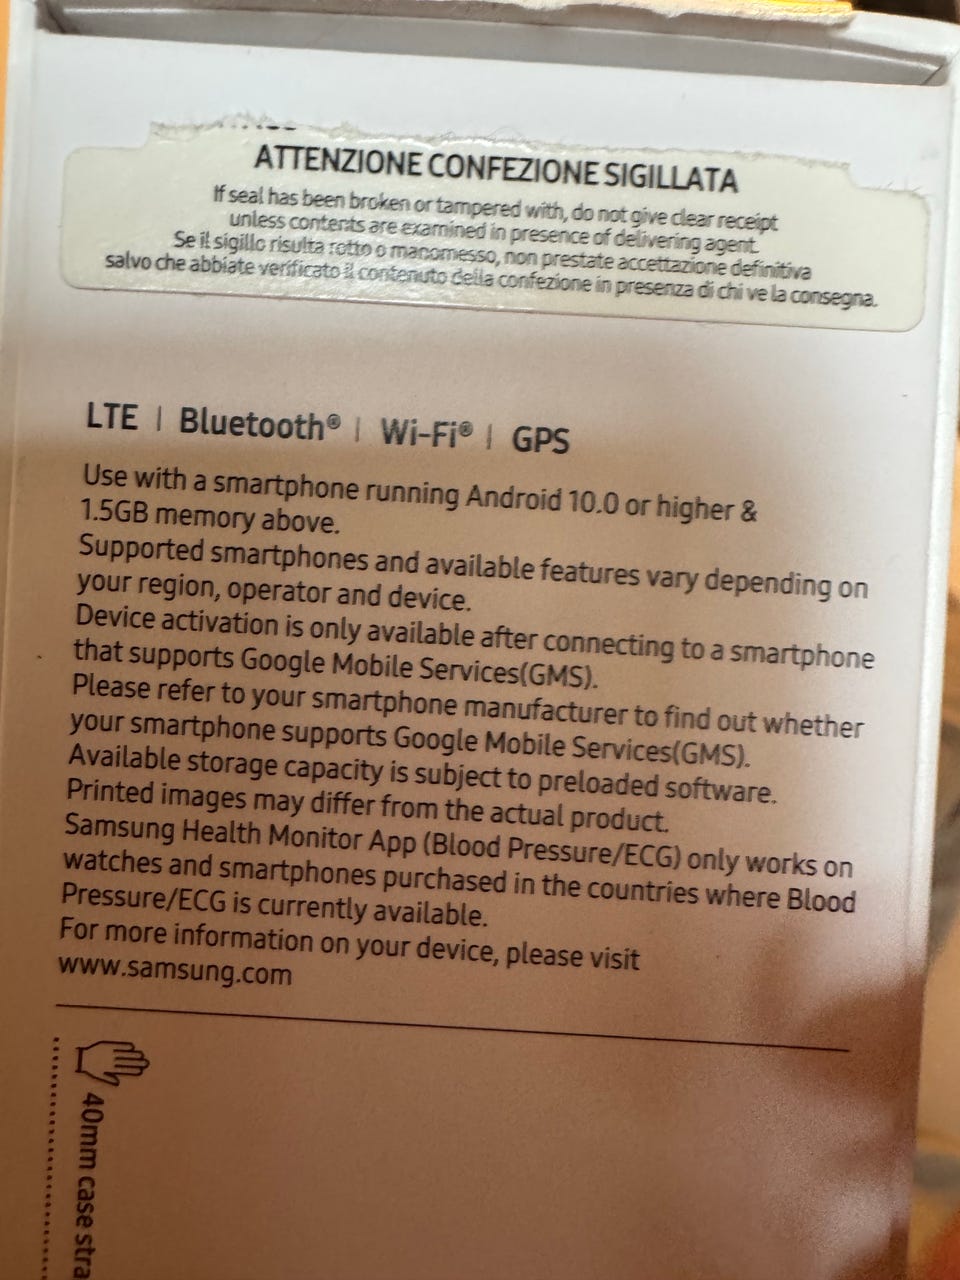 ATTENZIONE CONFEZIONE SIGILLATA
If seal has been broken or tampered with, do not give clear receipt
unless contents are examined in presence of delivering agent.
Se il sigillo risulta rotto o manomesso, non prestate accettazione definitiva
salvo che abbiate verificato il contenuto della confezione in presenza di chi ve la consegna.
LTE | Bluetooth® | Wi-Fi® | GPS
Use with a smartphone running Android 10.0 or higher &
1.5GB memory above.
Supported smartphones and available features vary depending on
your region, operator and device.
Device activation is only available after connecting to a smartphone
that supports Google Mobile Services(GMS).
Please refer to your smartphone manufacturer to find out whether
your smartphone supports Google Mobile Services(GMS).
Available storage capacity is subject to preloaded software.
Printed images may differ from the actual product.
Samsung Health Monitor App (Blood Pressure/ECG) only works on
watches and smartphones purchased in the countries where Blood
Pressure/ECG is currently available.
For more information on your device, please visit
www.samsung.com
40mm case stra